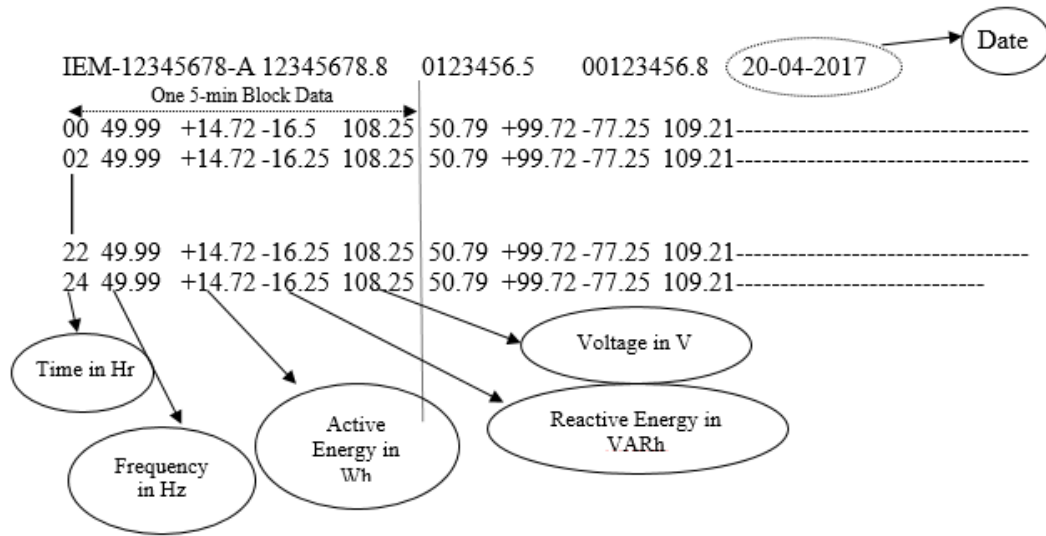 Date
IEM-12345678-A 12345678.8 0123456.5 00123456.8 20-04-2017
One 5-min Block Data
00 49.99 +14.72 -16.5 108.25 50.79 +99.72 -77.25 109.21---------------------------------
02 49.99 +14.72 -16.25 108.25 50.79 +99.72 -77.25 109.21---------------------------------
22 49.99 +14.72 -16.25 108.25 50.79 +99.72 -77.25 109.21---------------------------------
24 49.99 +14.72 -16.25 108.25 50.79 +99.72 -77.25 109.21----------------------------
Voltage in V
Time in Hr
Active
Energy in
Wh
Reactive Energy in
VARh
Frequency
in Hz